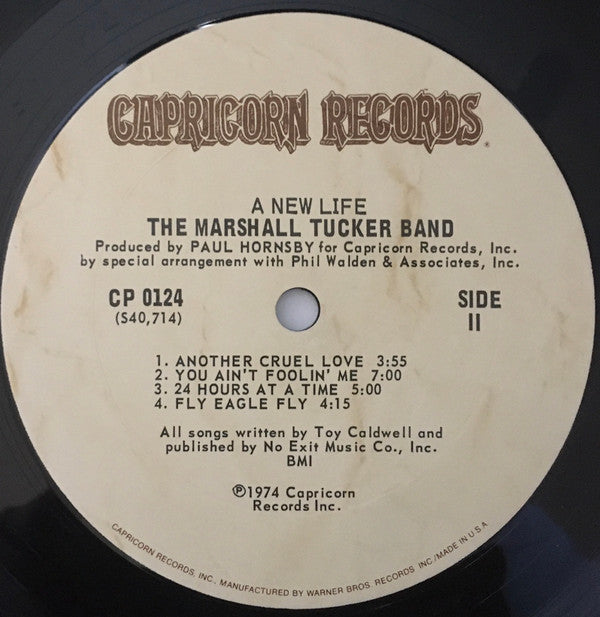 CAPRICORN RECORDS.
A NEW LIFE
THE MARSHALL TUCKER BAND
Produced by PAUL HORNSBY for Capricorn Records, Inc.
by special arrangement with Phil Walden & Associates, Inc.
CP 0124
(S40,714)
SIDE
II
1. ANOTHER CRUEL LOVE 3:55
2. YOU AIN'T FOOLIN' ME 7:00
3. 24 HOURS AT A TIME 5:00
4. FLY EAGLE FLY 4:15
All songs written by Toy Caldwell and
published by No Exit Music Co., Inc.
BMI
℗1974 Capricorn
Records Inc.
CAPRICORN RECORDS, INC., MANUFACTURED BY WARNER BROS. RECORDS INC./MADE IN U.S.A